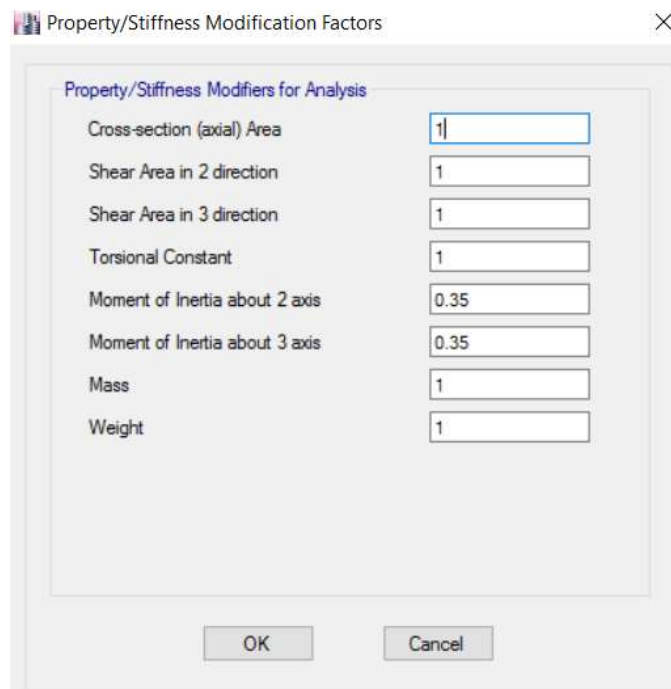 Property/Stiffness Modification Factors
Property/Stiffness Modifiers for Analysis
Cross-section (axial) Area 1
Shear Area in 2 direction 1
Shear Area in 3 direction 1
Torsional Constant 1
Moment of Inertia about 2 axis 0.35
Moment of Inertia about 3 axis 0.35
Mass 1
Weight 1
OK Cancel